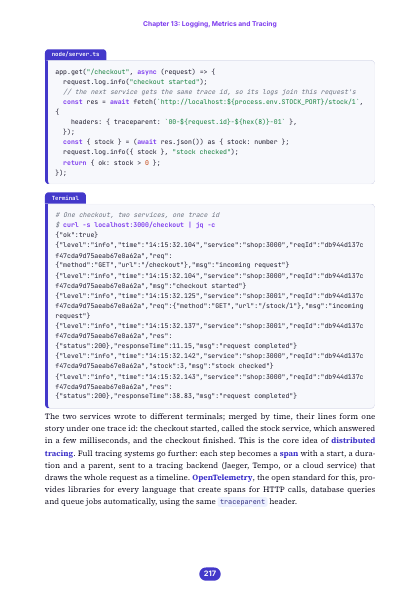 Chapter 13: Logging, Metrics and Tracing
node/server.ts
app.get("/checkout", async (request) => {
  request.log.info("checkout started");
  // the next service gets the same trace id, so its logs join this request's
  const res = await fetch(`http://localhost:${process.env.STOCK_PORT}/stock/1`,
{
    headers: { traceparent: `00-${request.id}-${hex(8)}-01` },
  });
  const { stock } = (await res.json()) as { stock: number };
  request.log.info({ stock }, "stock checked");
  return { ok: stock > 0 };
});
Terminal
# One checkout, two services, one trace id
$ curl -s localhost:3000/checkout | jq -c
{"ok":true}
{"level":"info","time":"14:15:32.104","service":"shop:3000","reqId":"db944d137c
f47cda9d75aeab67e0a62a","req":
{"method":"GET","url":"/checkout"},"msg":"incoming request"}
{"level":"info","time":"14:15:32.104","service":"shop:3000","reqId":"db944d137c
f47cda9d75aeab67e0a62a","msg":"checkout started"}
{"level":"info","time":"14:15:32.125","service":"shop:3001","reqId":"db944d137c
f47cda9d75aeab67e0a62a","req":{"method":"GET","url":"/stock/1"},"msg":"incoming
request"}
{"level":"info","time":"14:15:32.137","service":"shop:3001","reqId":"db944d137c
f47cda9d75aeab67e0a62a","res":
{"status":200},"responseTime":11.15,"msg":"request completed"}
{"level":"info","time":"14:15:32.142","service":"shop:3000","reqId":"db944d137c
f47cda9d75aeab67e0a62a","stock":3,"msg":"stock checked"}
{"level":"info","time":"14:15:32.143","service":"shop:3000","reqId":"db944d137c
f47cda9d75aeab67e0a62a","res":
{"status":200},"responseTime":38.83,"msg":"request completed"}
The two services wrote to different terminals; merged by time, their lines form one
story under one trace id: the checkout started, called the stock service, which answered
in a few milliseconds, and the checkout finished. This is the core idea of distributed
tracing. Full tracing systems go further: each step becomes a span with a start, a dura-
tion and a parent, sent to a tracing backend (Jaeger, Tempo, or a cloud service) that
draws the whole request as a timeline. OpenTelemetry, the open standard for this, pro-
vides libraries for every language that create spans for HTTP calls, database queries
and queue jobs automatically, using the same traceparent header.
217